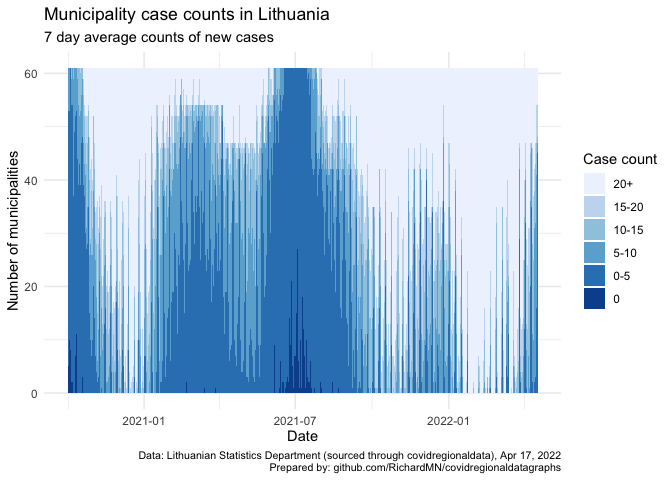 Municipality case counts in Lithuania
7 day average counts of new cases
Number of municipalities
60
40
20
0
2021-01
2021-07
2022-01
Date
Case count
20+
15-20
10-15
5-10
0-5
0
Data: Lithuanian Statistics Department (sourced through covidregionaldata), Apr 17, 2022
Prepared by: github.com/RichardMN/covidregionaldatagraphs